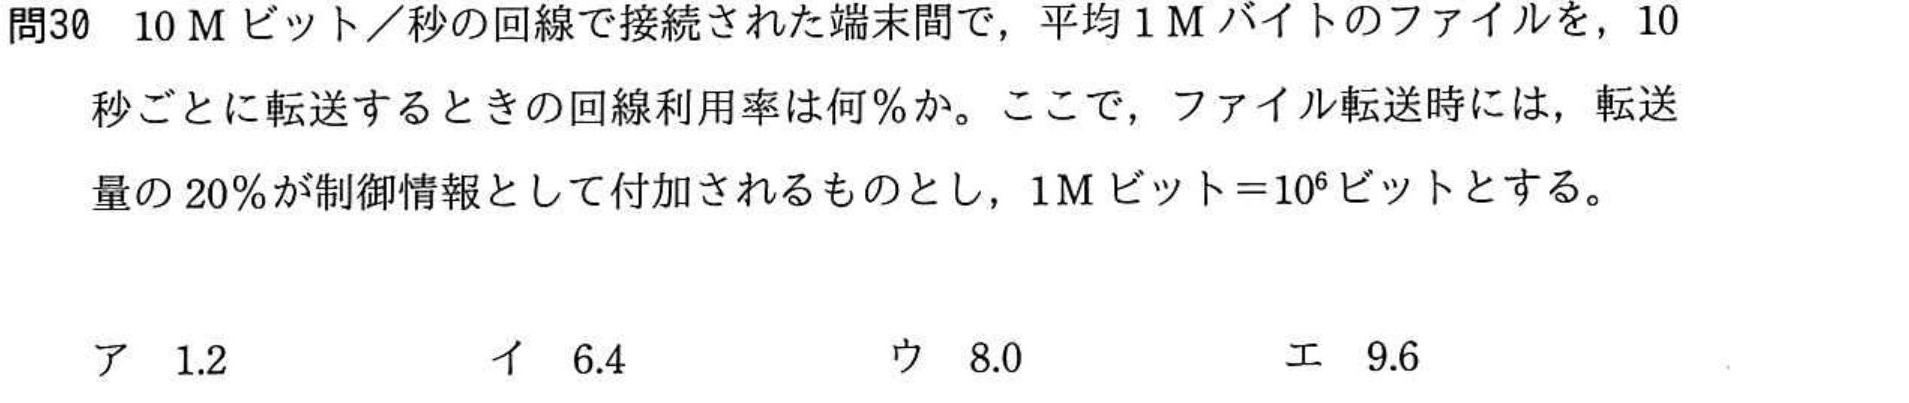 問30 10 M ビット／秒の回線で接続された端末間で，平均 1 M バイトのファイルを，10
秒ごとに転送するときの回線利用率は何％か。ここで，ファイル転送時には，転送
量の 20％が制御情報として付加されるものとし，1M ビット＝10⁶ ビットとする。
ア 1.2 イ 6.4 ウ 8.0 エ 9.6